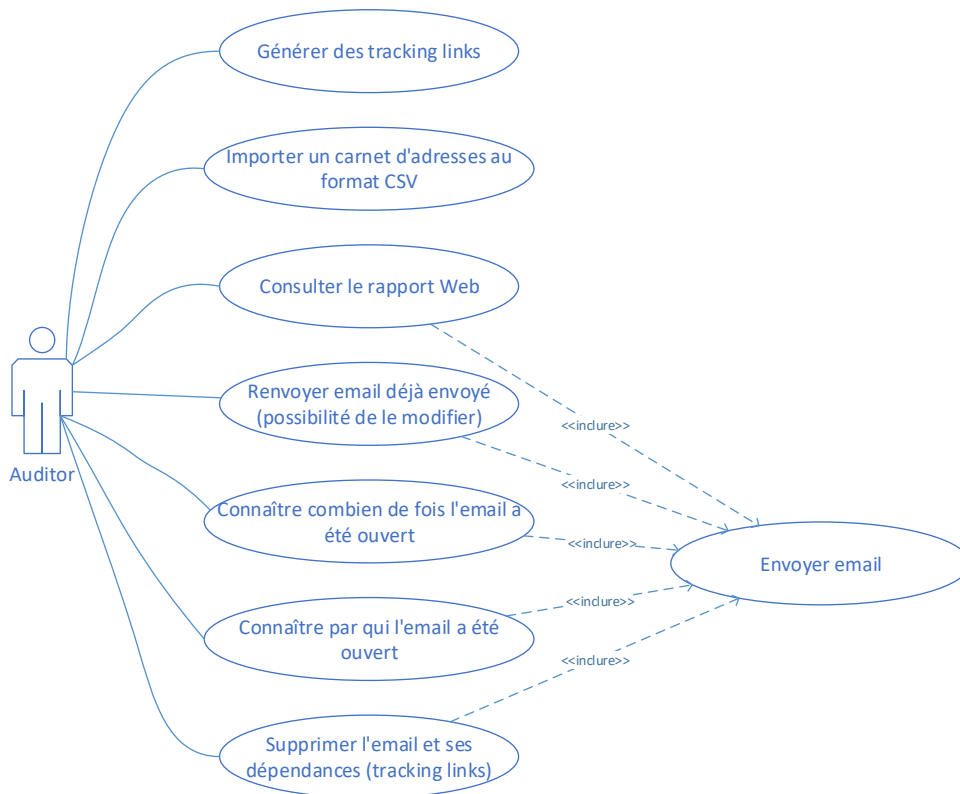 Générer des tracking links
Importer un carnet d'adresses au
format CSV
Consulter le rapport Web
Renvoyer email déjà envoyé
(possibilité de le modifier)
<<inclure>>
Auditor
<<inclure>>
Connaître combien de fois l'email a
été ouvert
<<inclure>>
Envoyer email
<<inclure>>
Connaître par qui l'email a été
ouvert
<<inclure>>
Supprimer l'email et ses
dépendances (tracking links)